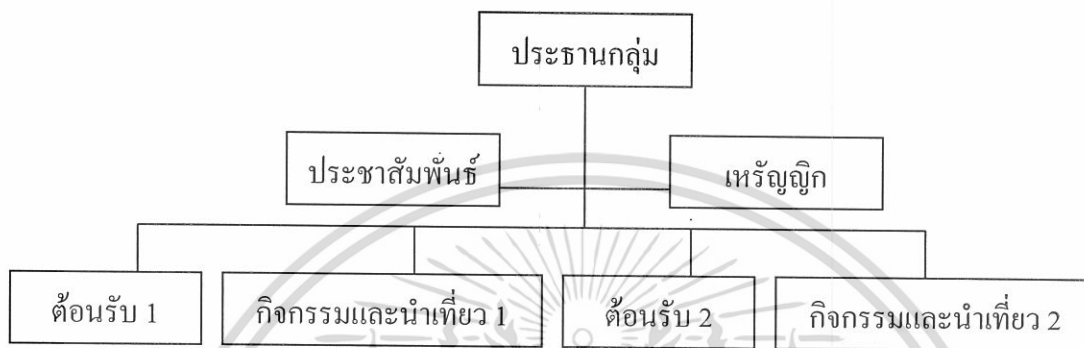 ประธานกลุ่ม
ประชาสัมพันธ์
เหรัญญิก
ต้อนรับ 1
กิจกรรมและนำเที่ยว 1
ต้อนรับ 2
กิจกรรมและนำเที่ยว 2